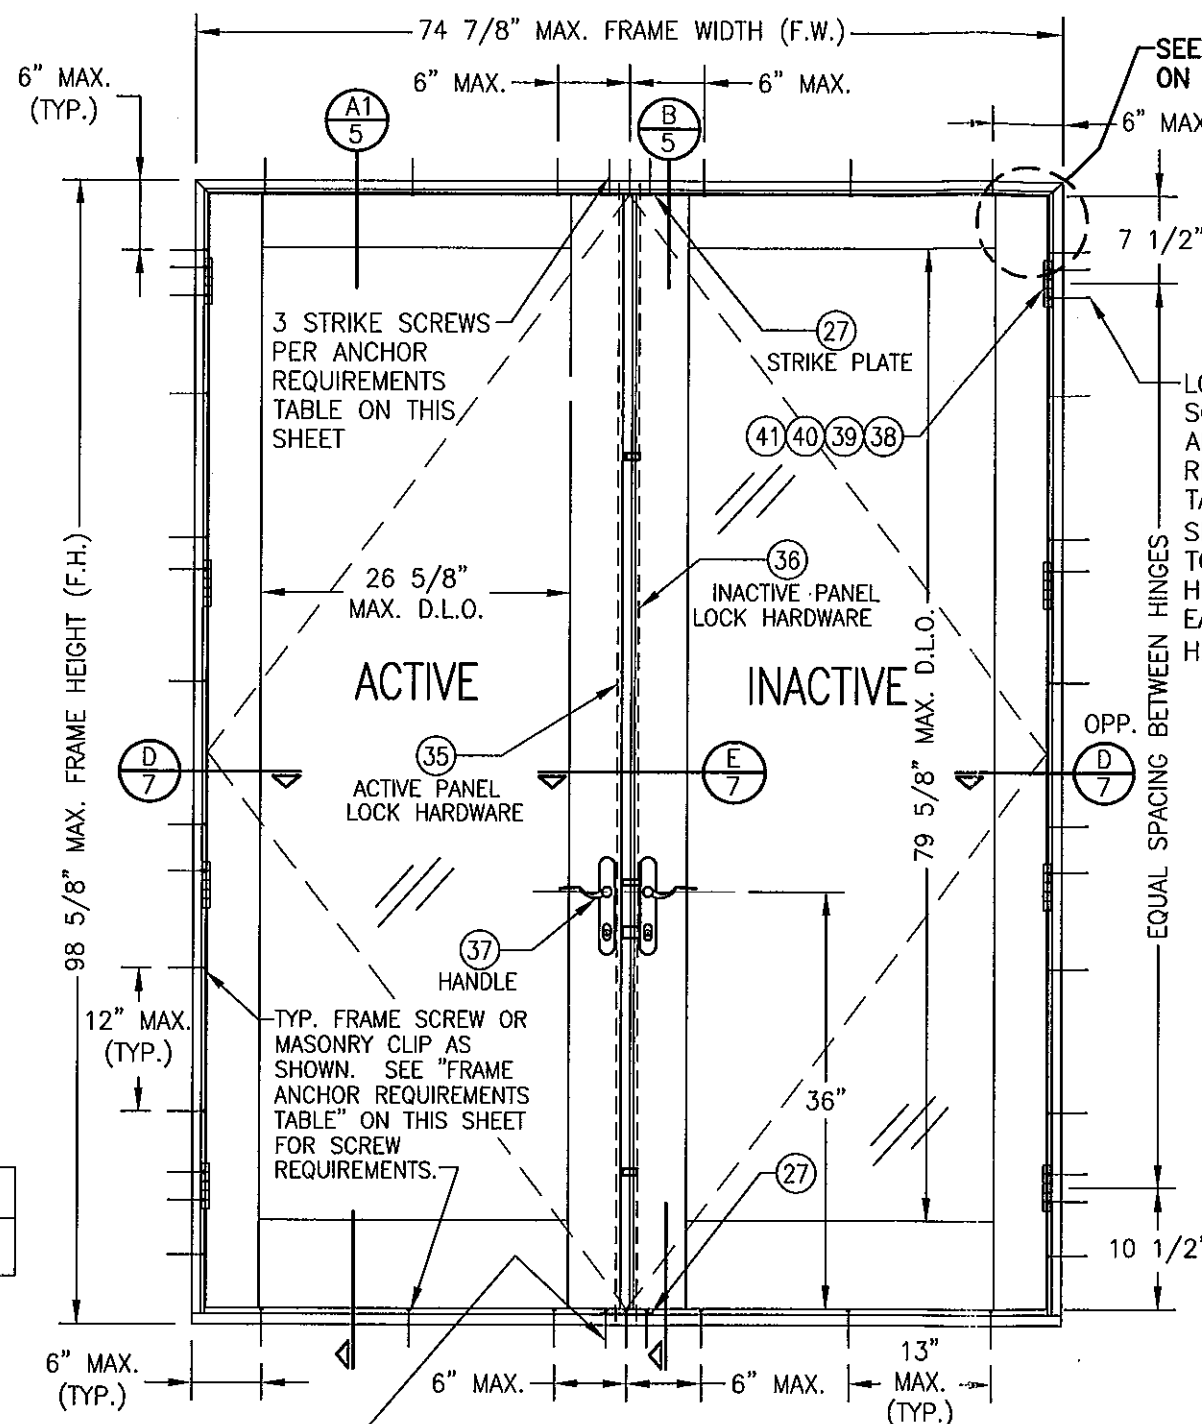 74 7/8" MAX. FRAME WIDTH (F.W.)
6" MAX.
(TYP.)
6" MAX.
6" MAX.
SEE
ON
6" MAX
A1
5
B
5
7 1/2"
3 STRIKE SCREWS
PER ANCHOR
REQUIREMENTS
TABLE ON THIS
SHEET
27
STRIKE PLATE
41 40 39 38
98 5/8" MAX. FRAME HEIGHT (F.H.)
26 5/8"
MAX. D.L.O.
36
INACTIVE PANEL
LOCK HARDWARE
ACTIVE
INACTIVE
79 5/8" MAX. D.L.O.
EQUAL SPACING BETWEEN HINGES
OPP.
D
7
35
ACTIVE PANEL
LOCK HARDWARE
E
7
D
7
37
HANDLE
12" MAX.
(TYP.)
TYP. FRAME SCREW OR
MASONRY CLIP AS
SHOWN. SEE "FRAME
ANCHOR REQUIREMENTS
TABLE" ON THIS SHEET
FOR SCREW
REQUIREMENTS.
36"
27
10 1/2"
6" MAX.
(TYP.)
6" MAX.
6" MAX.
13"
MAX.
(TYP.)